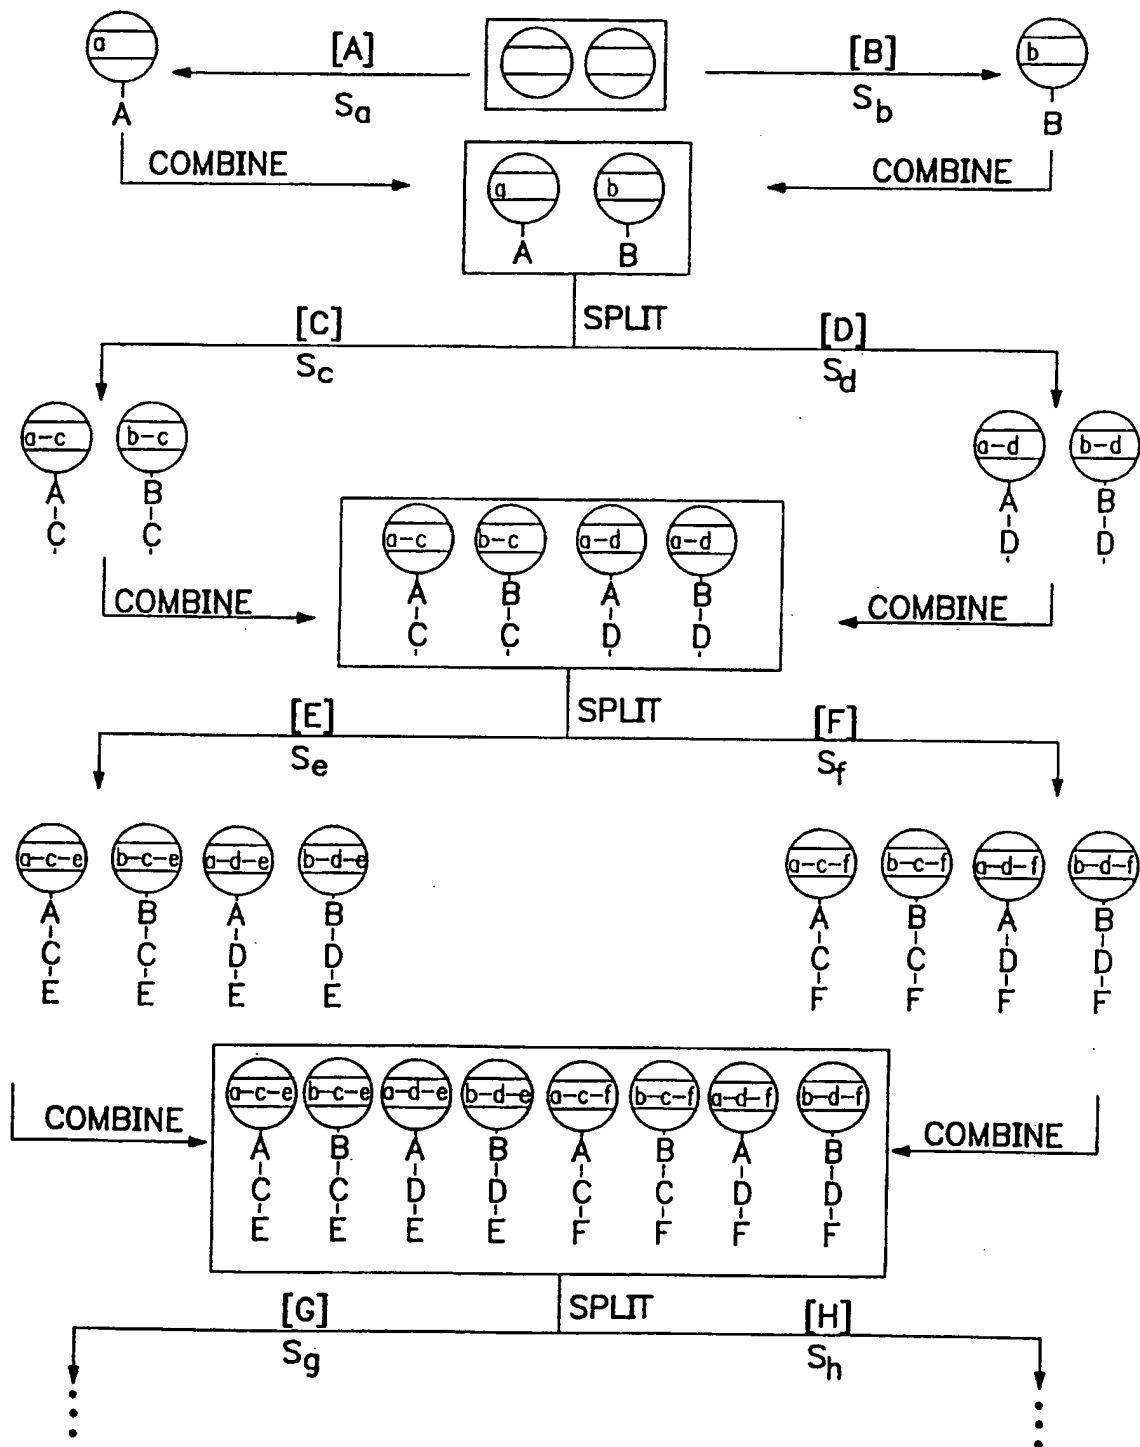 a [A] [B] b
Sa Sb
A B
COMBINE COMBINE
a b
A B
SPLIT
[C] [D]
Sc Sd
a-c b-c a-d b-d
A B A B
C C D D
a-c b-c a-d a-d
COMBINE COMBINE
A B A B
C C D D
SPLIT
[E] [F]
Se Sf
a-c-e b-c-e a-d-e b-d-e a-c-f b-c-f a-d-f b-d-f
A B A B A B A B
C C D D C C D D
E E E E F F F F
a-c-e b-c-e a-d-e b-d-e a-c-f b-c-f a-d-f b-d-f
COMBINE COMBINE
A B A B A B A B
C C D D C C D D
E E E E F F F F
SPLIT
[G] [H]
Sg Sh